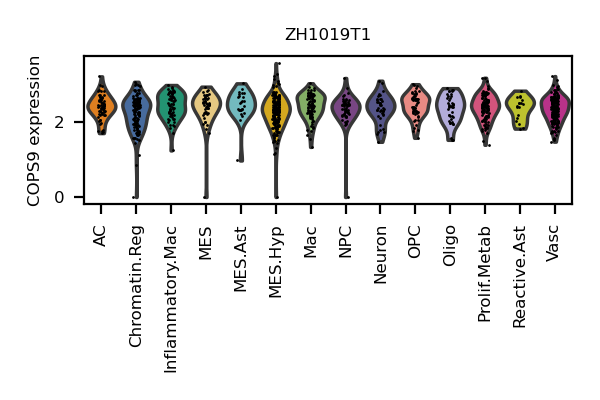 ZH1019T1
COPS9 expression
2
0
AC
Chromatin.Reg
Inflammatory.Mac
MES
MES.Ast
MES.Hyp
Mac
NPC
Neuron
OPC
Oligo
Prolif.Metab
Reactive.Ast
Vasc